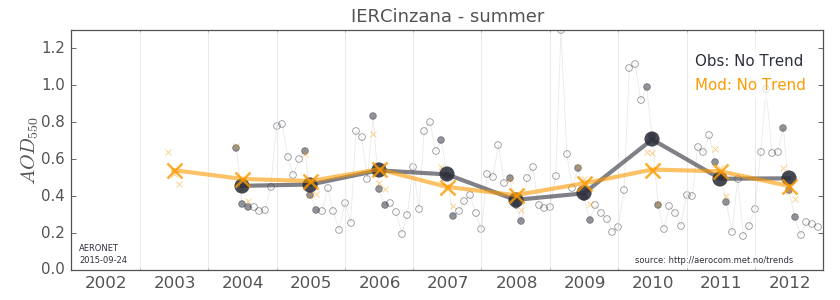 IERCinzana - summer
1.2
1.0
0.8
0.6
0.4
0.2
0.0
AOD550
Obs: No Trend
Mod: No Trend
AERONET
2015-09-24
source: http://aerocom.met.no/trends
2002 2003 2004 2005 2006 2007 2008 2009 2010 2011 2012